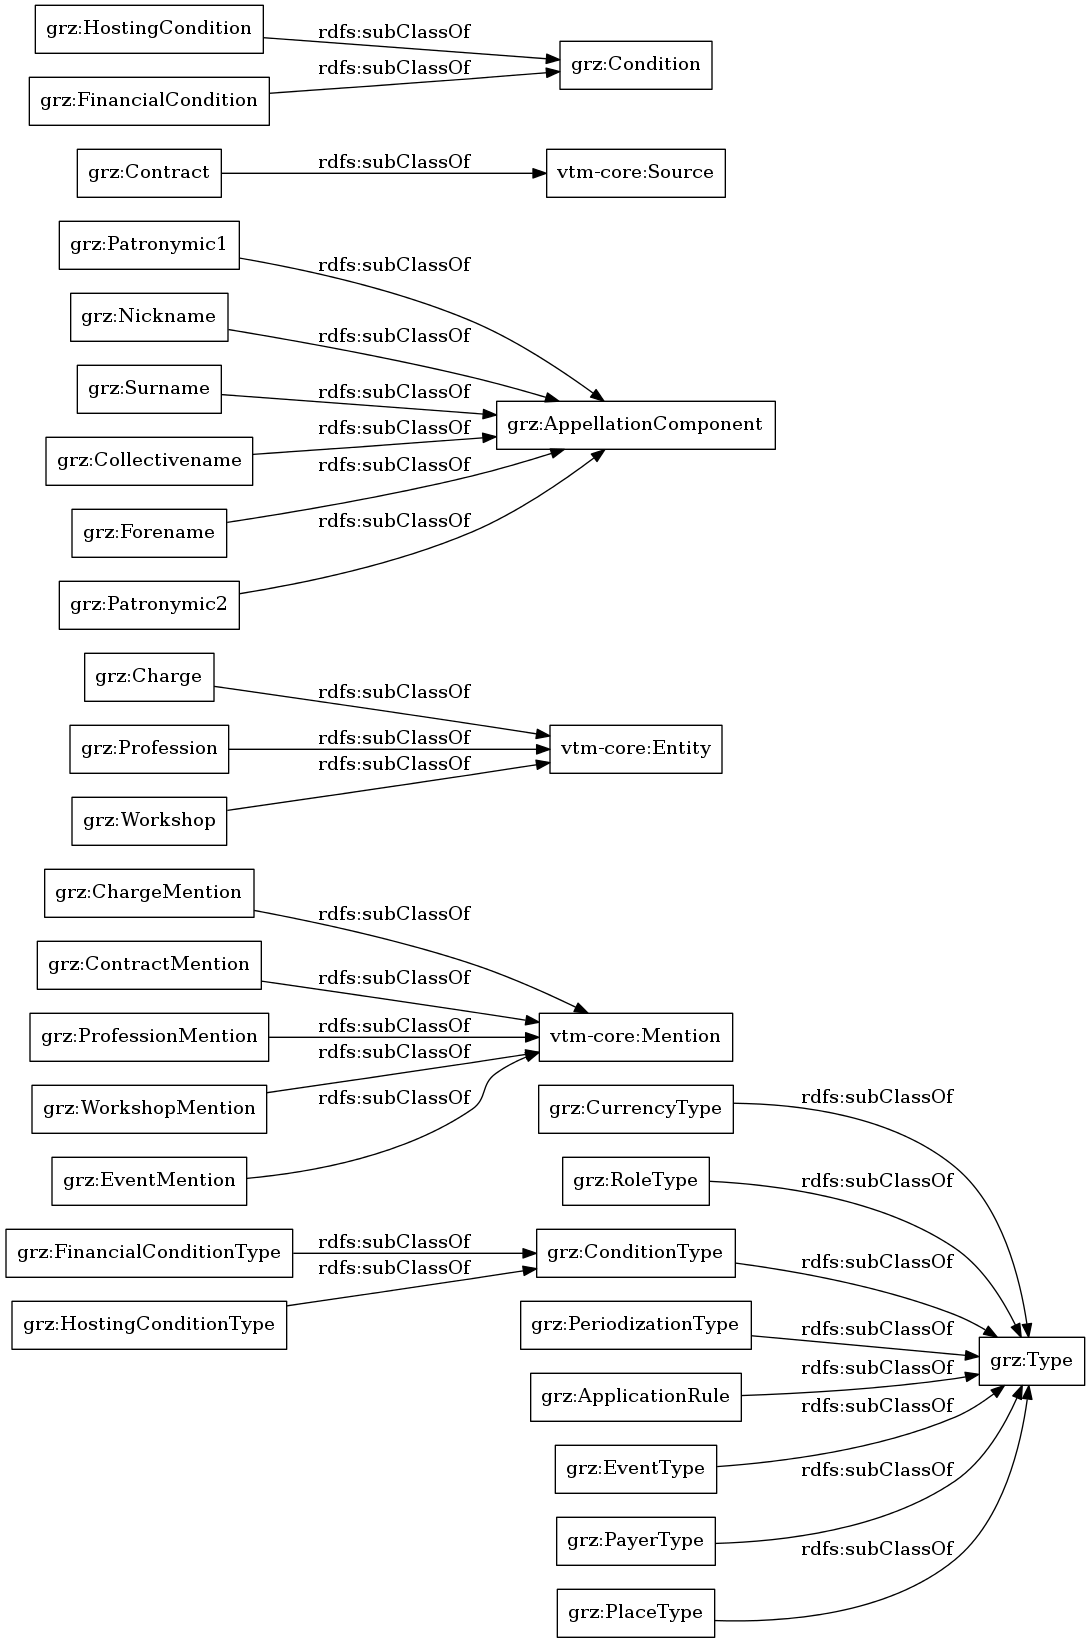 grz:HostingCondition
rdfs:subClassOf
grz:Condition
rdfs:subClassOf
grz:FinancialCondition
grz:Contract
rdfs:subClassOf
vtm-core:Source
grz:Patronymic1
rdfs:subClassOf
grz:Nickname
rdfs:subClassOf
grz:Surname
rdfs:subClassOf
grz:AppellationComponent
rdfs:subClassOf
grz:Collectivename
rdfs:subClassOf
grz:Forename
rdfs:subClassOf
grz:Patronymic2
grz:Charge
rdfs:subClassOf
grz:Profession
rdfs:subClassOf
vtm-core:Entity
rdfs:subClassOf
grz:Workshop
grz:ChargeMention
rdfs:subClassOf
grz:ContractMention
rdfs:subClassOf
grz:ProfessionMention
rdfs:subClassOf
vtm-core:Mention
rdfs:subClassOf
grz:WorkshopMention
rdfs:subClassOf
grz:EventMention
grz:CurrencyType
rdfs:subClassOf
grz:RoleType
rdfs:subClassOf
grz:FinancialConditionType
rdfs:subClassOf
grz:ConditionType
rdfs:subClassOf
rdfs:subClassOf
grz:HostingConditionType
grz:PeriodizationType
rdfs:subClassOf
grz:Type
rdfs:subClassOf
grz:ApplicationRule
rdfs:subClassOf
grz:EventType
rdfs:subClassOf
grz:PayerType
rdfs:subClassOf
grz:PlaceType